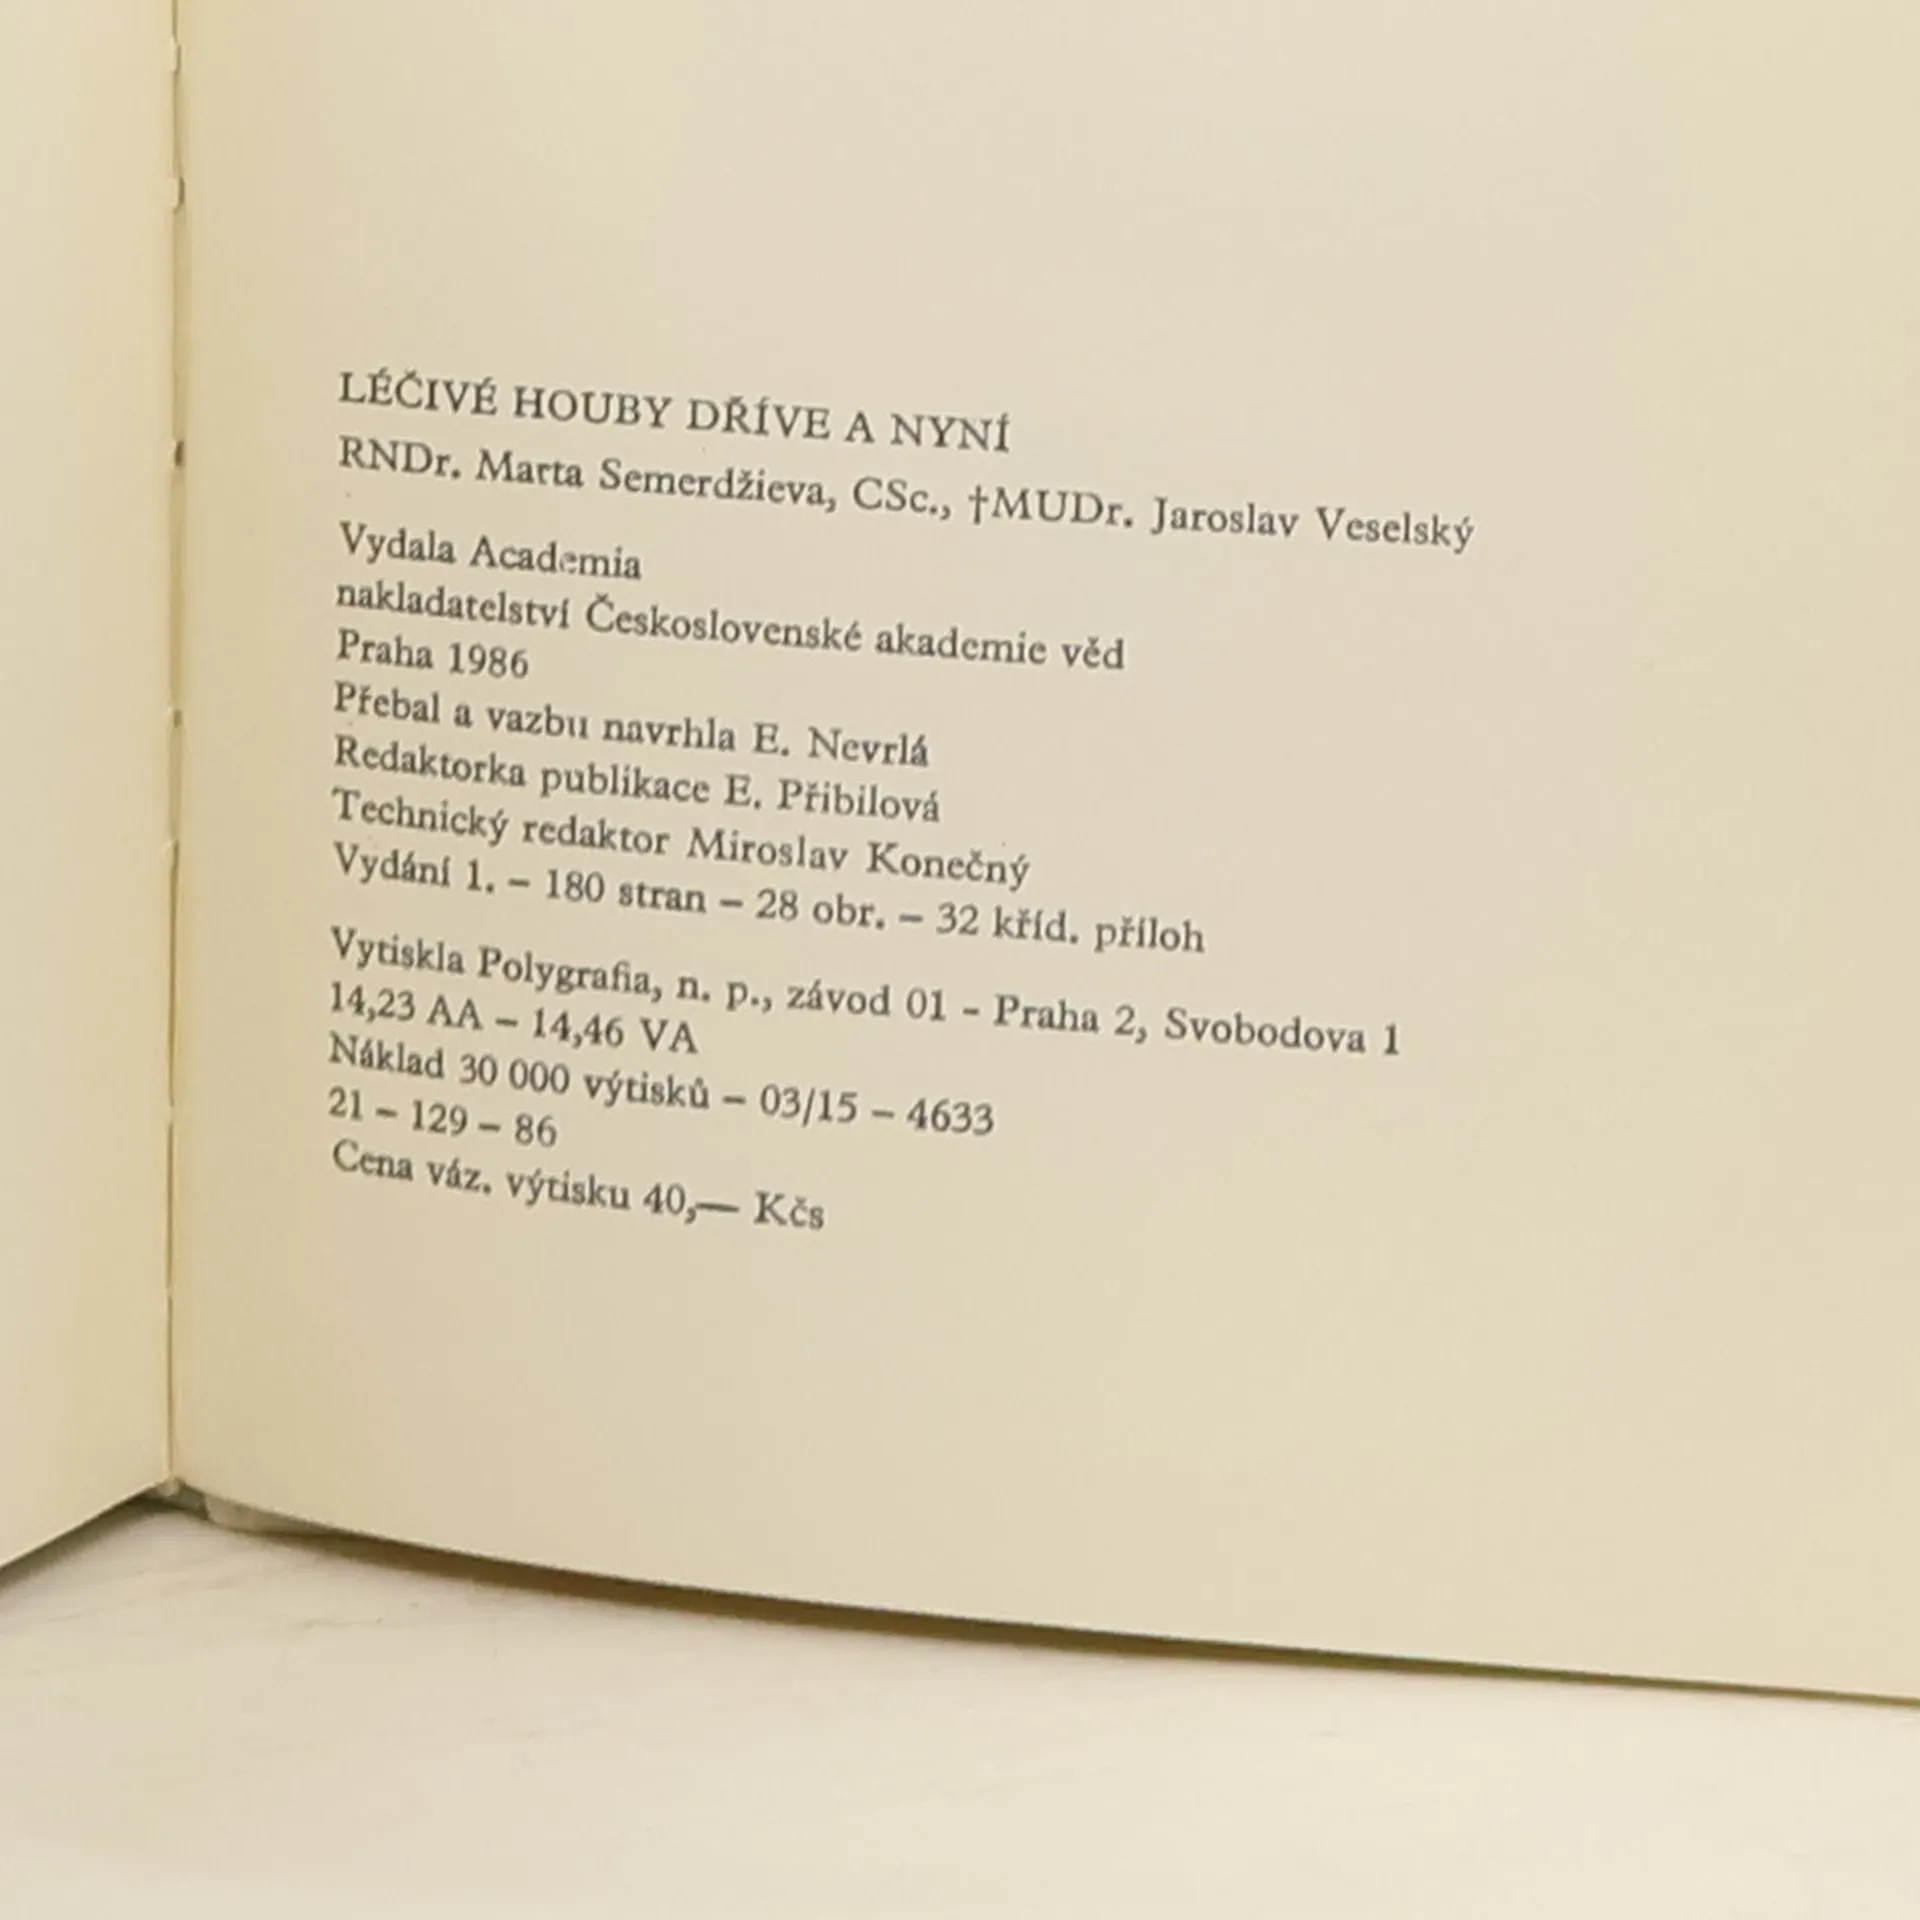 LÉČIVÉ HOUBY DŘÍVE A NYNÍ
RNDr. Marta Semerdžieva, CSc., †MUDr. Jaroslav Veselský
Vydala Academia
nakladatelství Československé akademie věd
Praha 1986
Přebal a vazbu navrhla E. Nevrlá
Redaktorka publikace E. Přibilová
Technický redaktor Miroslav Konečný
Vydání 1. – 180 stran – 28 obr. – 32 kříd. příloh
Vytiskla Polygrafia, n. p., závod 01 – Praha 2, Svobodova 1
14,23 AA – 14,46 VA
Náklad 30 000 výtisků – 03/15 – 4633
21 – 129 – 86
Cena váz. výtisku 40,— Kčs